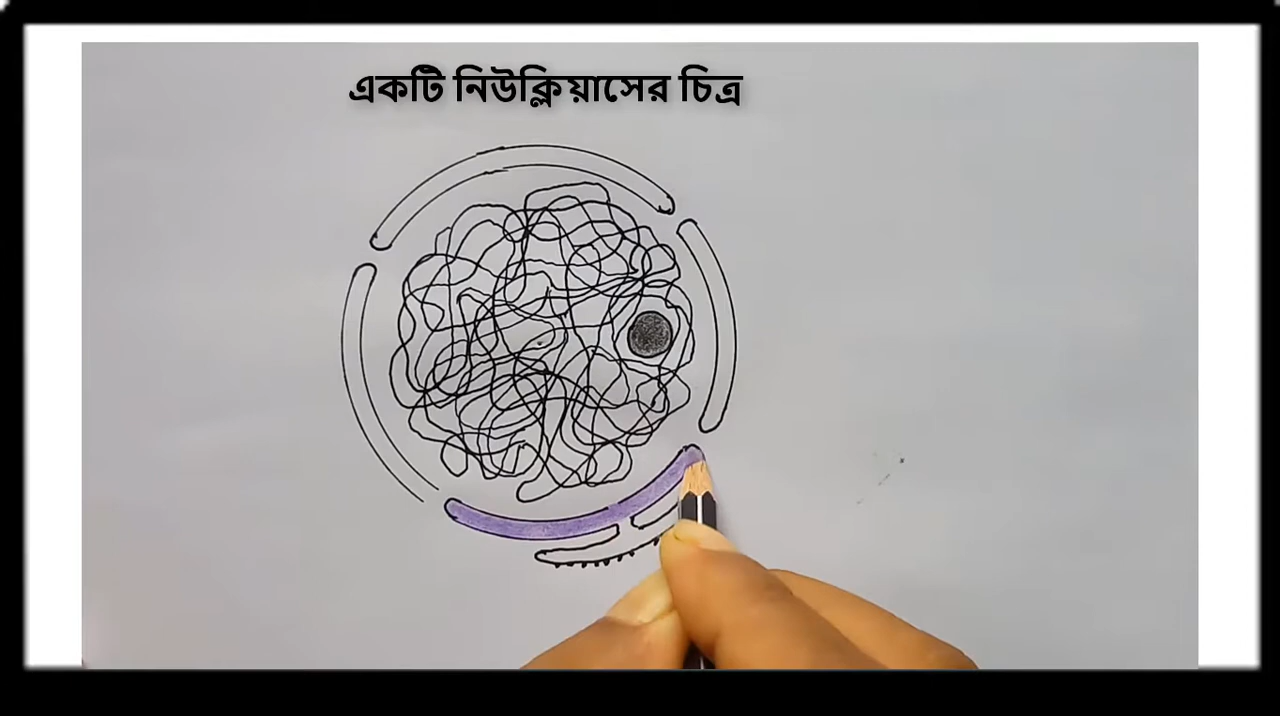 একটি নিউক্লিয়াসের চিত্র